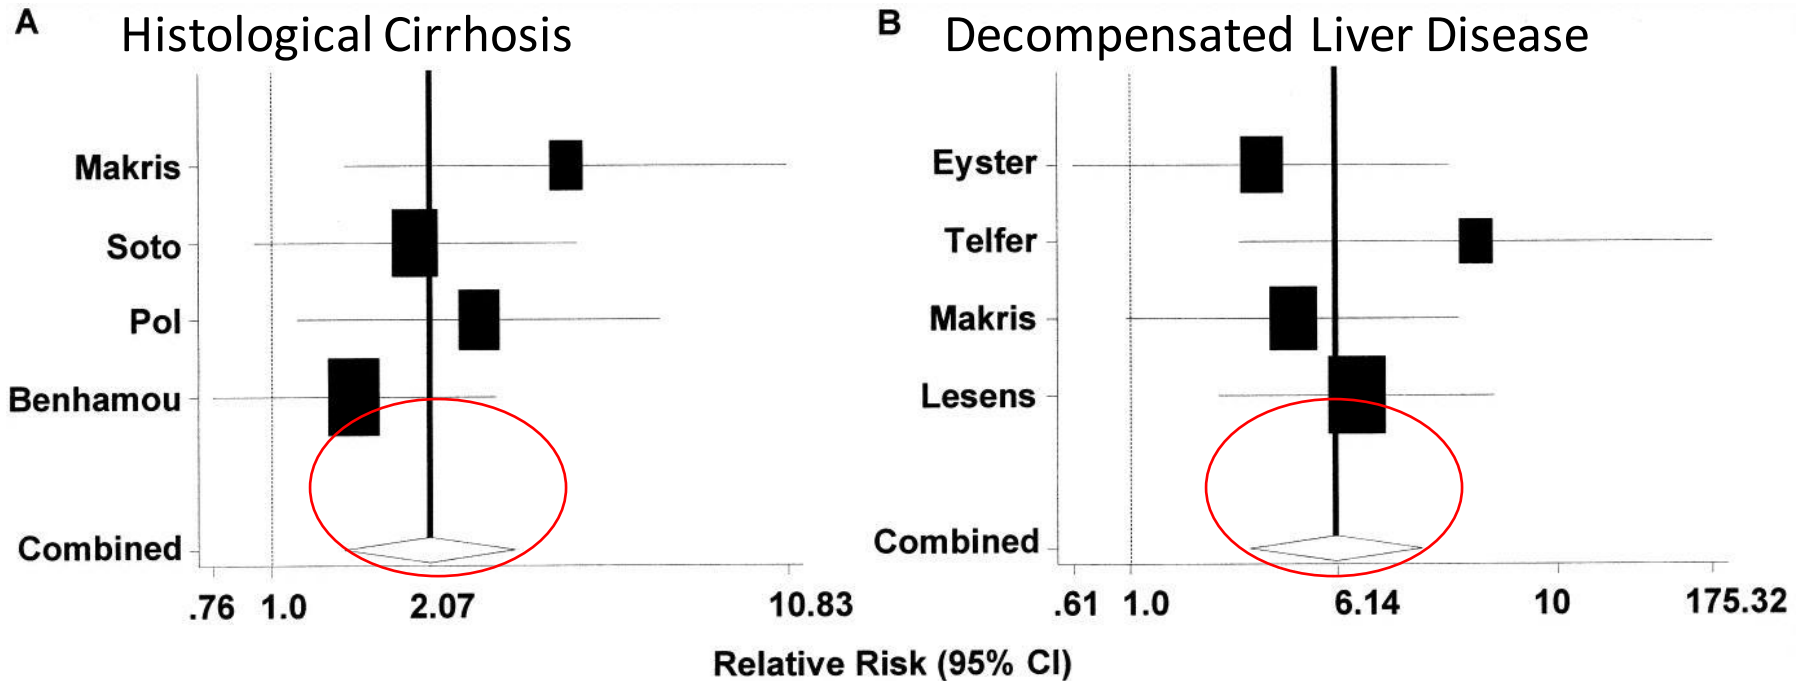 A Histological Cirrhosis
Makris
Soto
Pol
Benhamou
Combined
.76 1.0 2.07 10.83
B Decompensated Liver Disease
Eyster
Telfer
Makris
Lesens
Combined
.61 1.0 6.14 10 175.32
Relative Risk (95% CI)